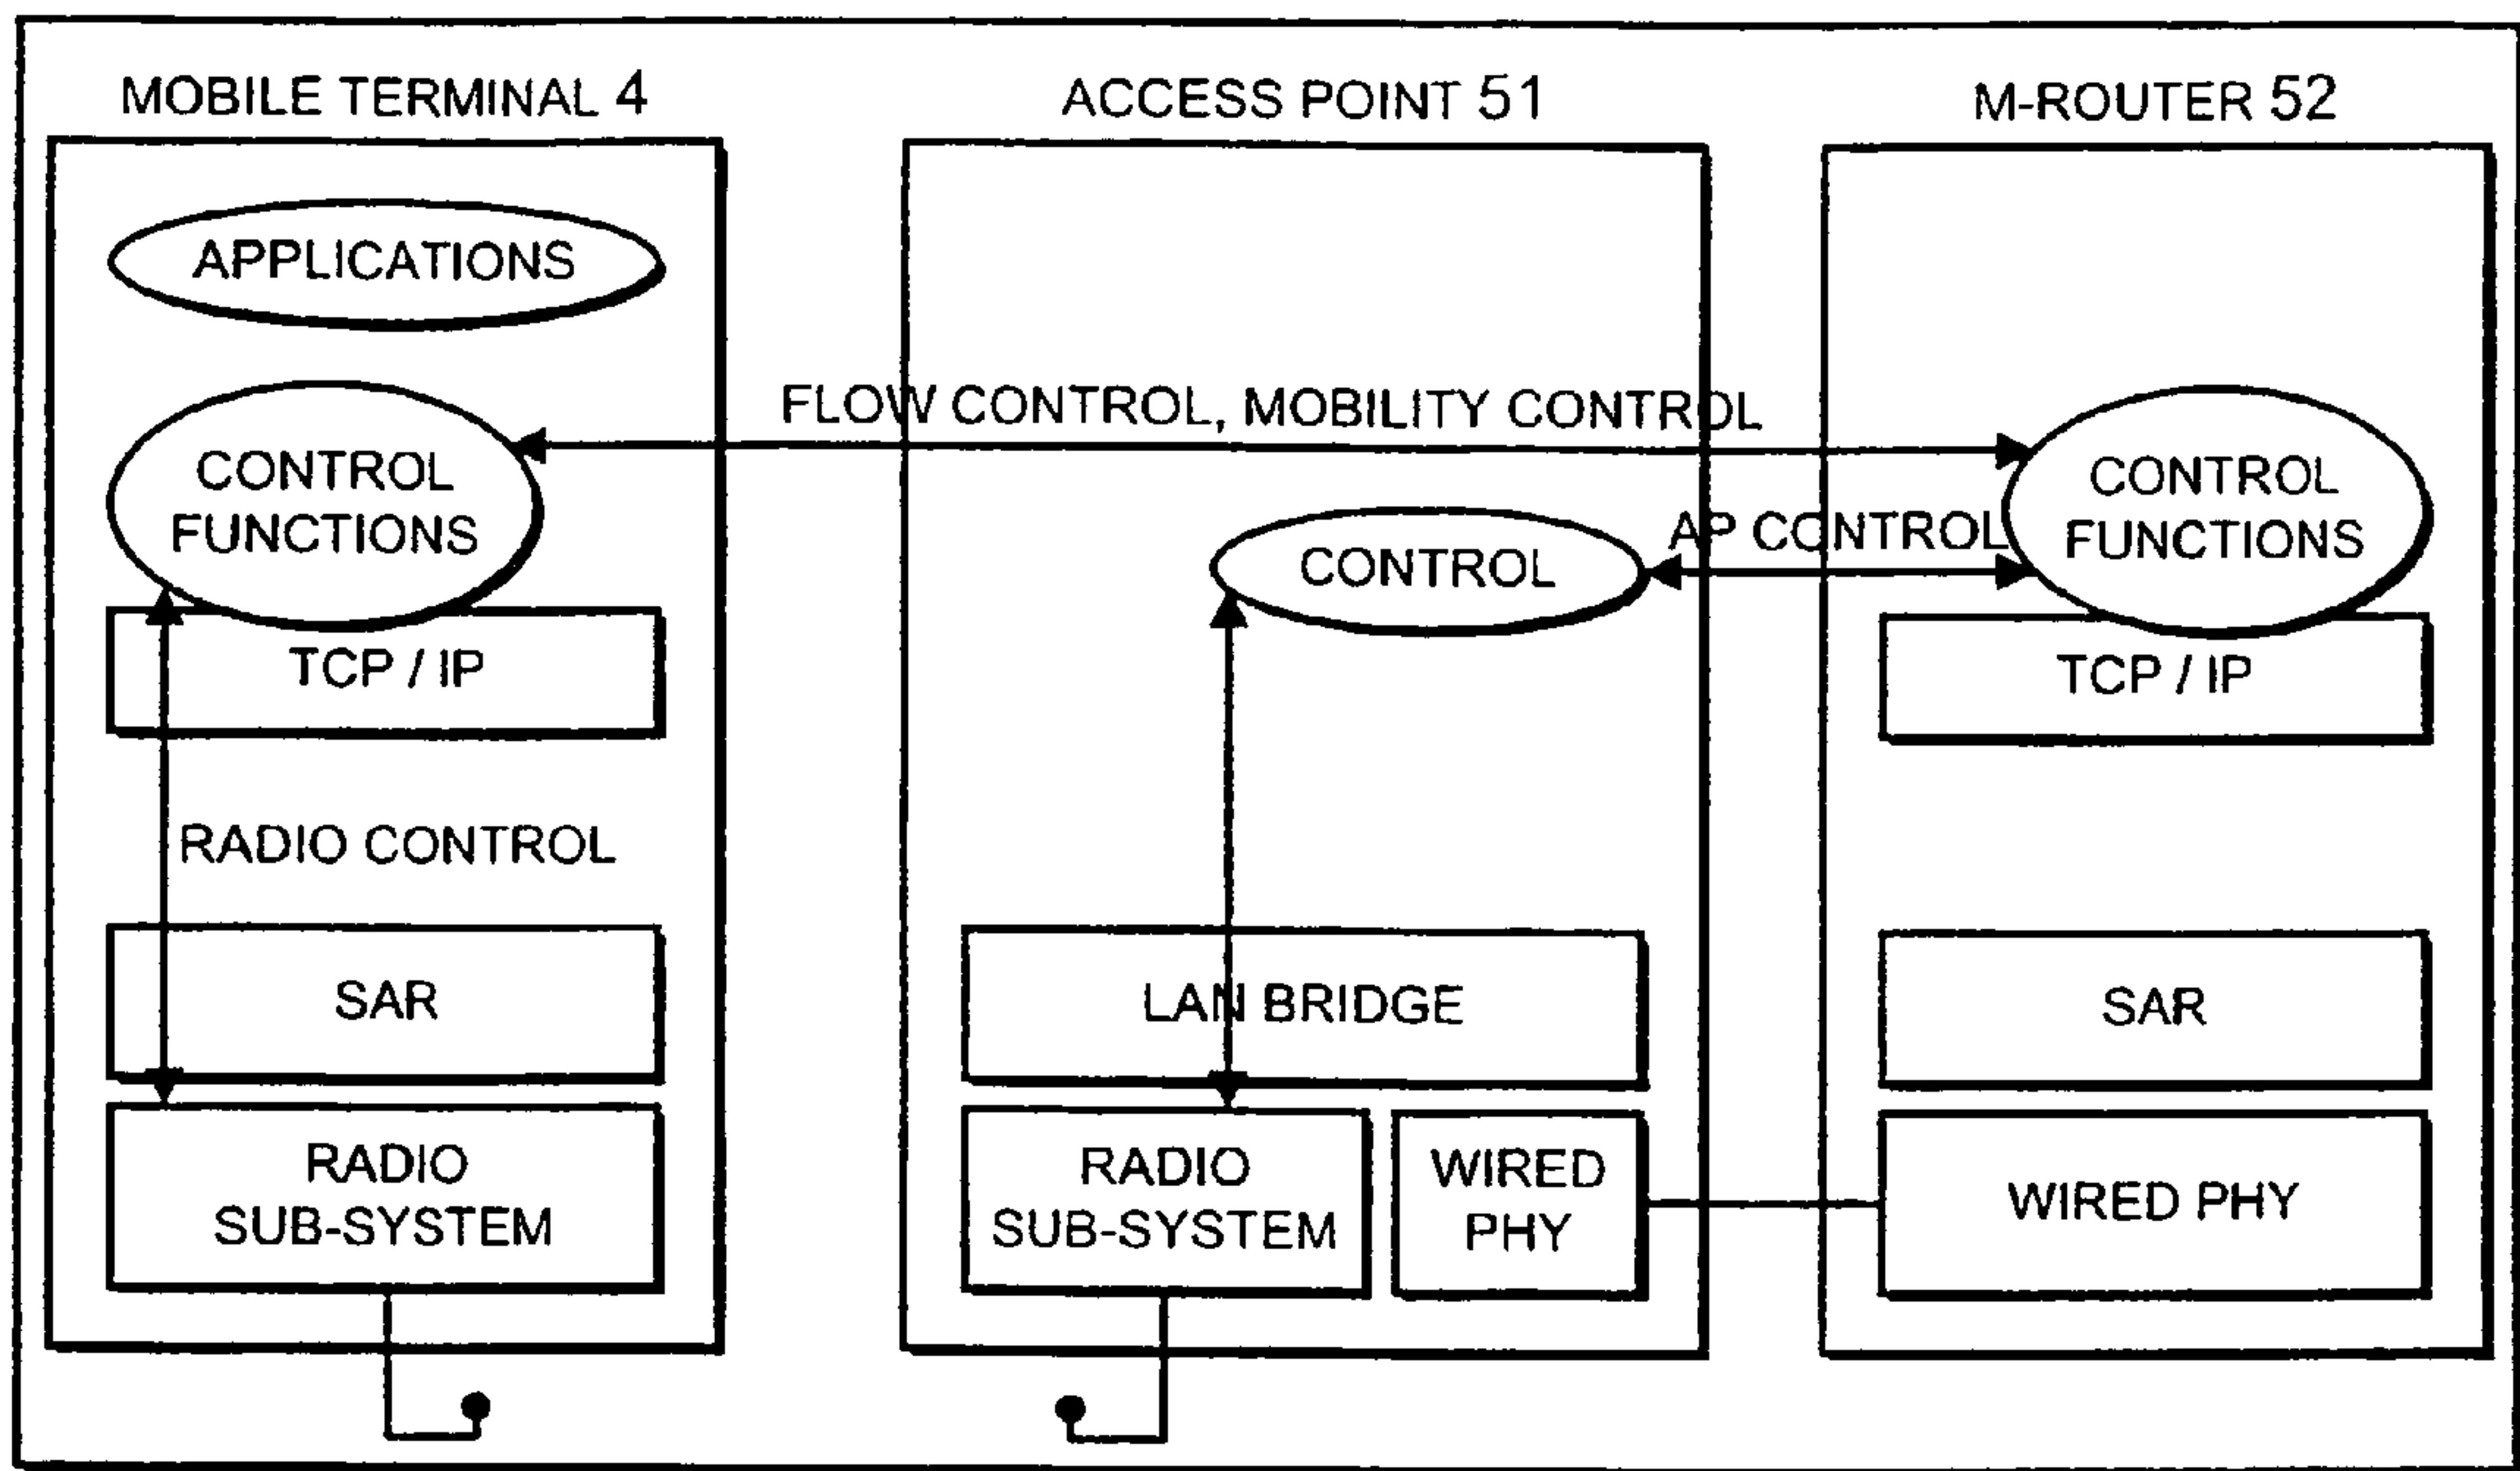 MOBILE TERMINAL 4
ACCESS POINT 51
M-ROUTER 52
APPLICATIONS
FLOW CONTROL, MOBILITY CONTROL
CONTROL
FUNCTIONS
CONTROL
AP CONTROL
CONTROL
FUNCTIONS
TCP / IP
TCP / IP
RADIO CONTROL
SAR
LAN BRIDGE
SAR
RADIO
SUB-SYSTEM
RADIO
SUB-SYSTEM
WIRED
PHY
WIRED PHY